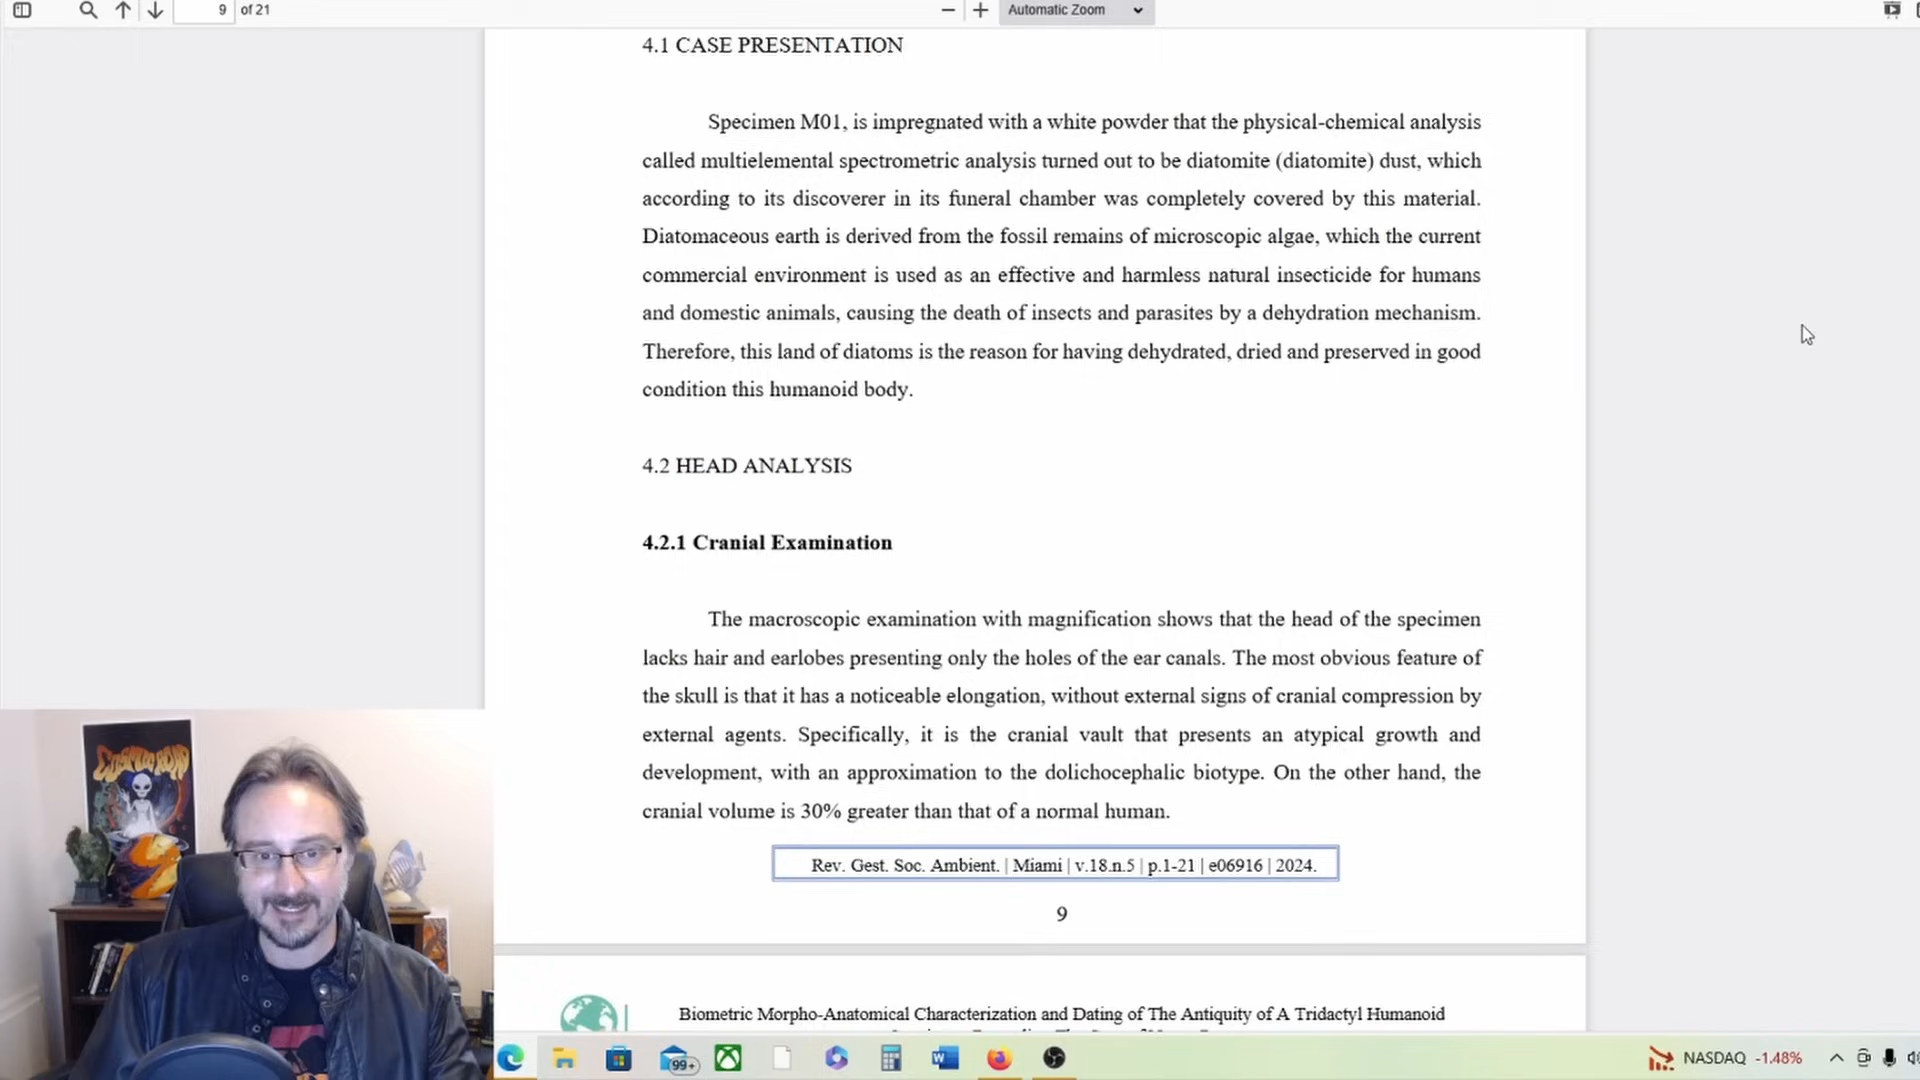 9 of 21
Automatic Zoom
4.1 CASE PRESENTATION
Specimen M01, is impregnated with a white powder that the physical-chemical analysis
called multielemental spectrometric analysis turned out to be diatomite (diatomite) dust, which
according to its discoverer in its funeral chamber was completely covered by this material.
Diatomaceous earth is derived from the fossil remains of microscopic algae, which the current
commercial environment is used as an effective and harmless natural insecticide for humans
and domestic animals, causing the death of insects and parasites by a dehydration mechanism.
Therefore, this land of diatoms is the reason for having dehydrated, dried and preserved in good
condition this humanoid body.
4.2 HEAD ANALYSIS
4.2.1 Cranial Examination
The macroscopic examination with magnification shows that the head of the specimen
lacks hair and earlobes presenting only the holes of the ear canals. The most obvious feature of
the skull is that it has a noticeable elongation, without external signs of cranial compression by
external agents. Specifically, it is the cranial vault that presents an atypical growth and
development, with an approximation to the dolichocephalic biotype. On the other hand, the
cranial volume is 30% greater than that of a normal human.
Rev. Gest. Soc. Ambient. | Miami | v.18.n.5 | p.1-21 | e06916 | 2024.
9
Biometric Morpho-Anatomical Characterization and Dating of The Antiquity of A Tridactyl Humanoid
99+
W
NASDAQ -1.48%